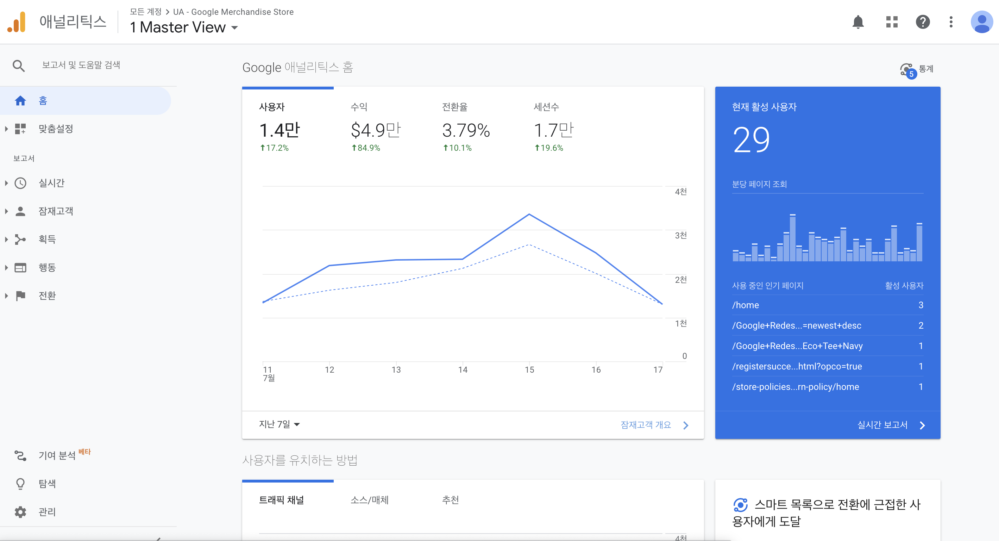 애널리틱스
모든 계정 > UA - Google Merchandise Store
1 Master View
보고서 및 도움말 검색
홈
맞춤설정
보고서
실시간
잠재고객
획득
행동
전환
기여 분석 베타
탐색
관리
Google 애널리틱스 홈
5 통계
사용자 수익 전환율 세션수
1.4만 $4.9만 3.79% 1.7만
17.2% 84.9% 10.1% 19.6%
4천
3천
2천
1천
0
11 12 13 14 15 16 17
7월
지난 7일 잠재고객 개요
현재 활성 사용자
29
분당 페이지 조회
사용 중인 인기 페이지 활성 사용자
/home 3
/Google+Redes...=newest+desc 2
/Google+Redes...Eco+Tee+Navy 1
/registersucce...html?opco=true 1
/store-policies...rn-policy/home 1
실시간 보고서
사용자를 유치하는 방법
트래픽 채널 소스/매체 추천
4천
스마트 목록으로 전환에 근접한 사
용자에게 도달